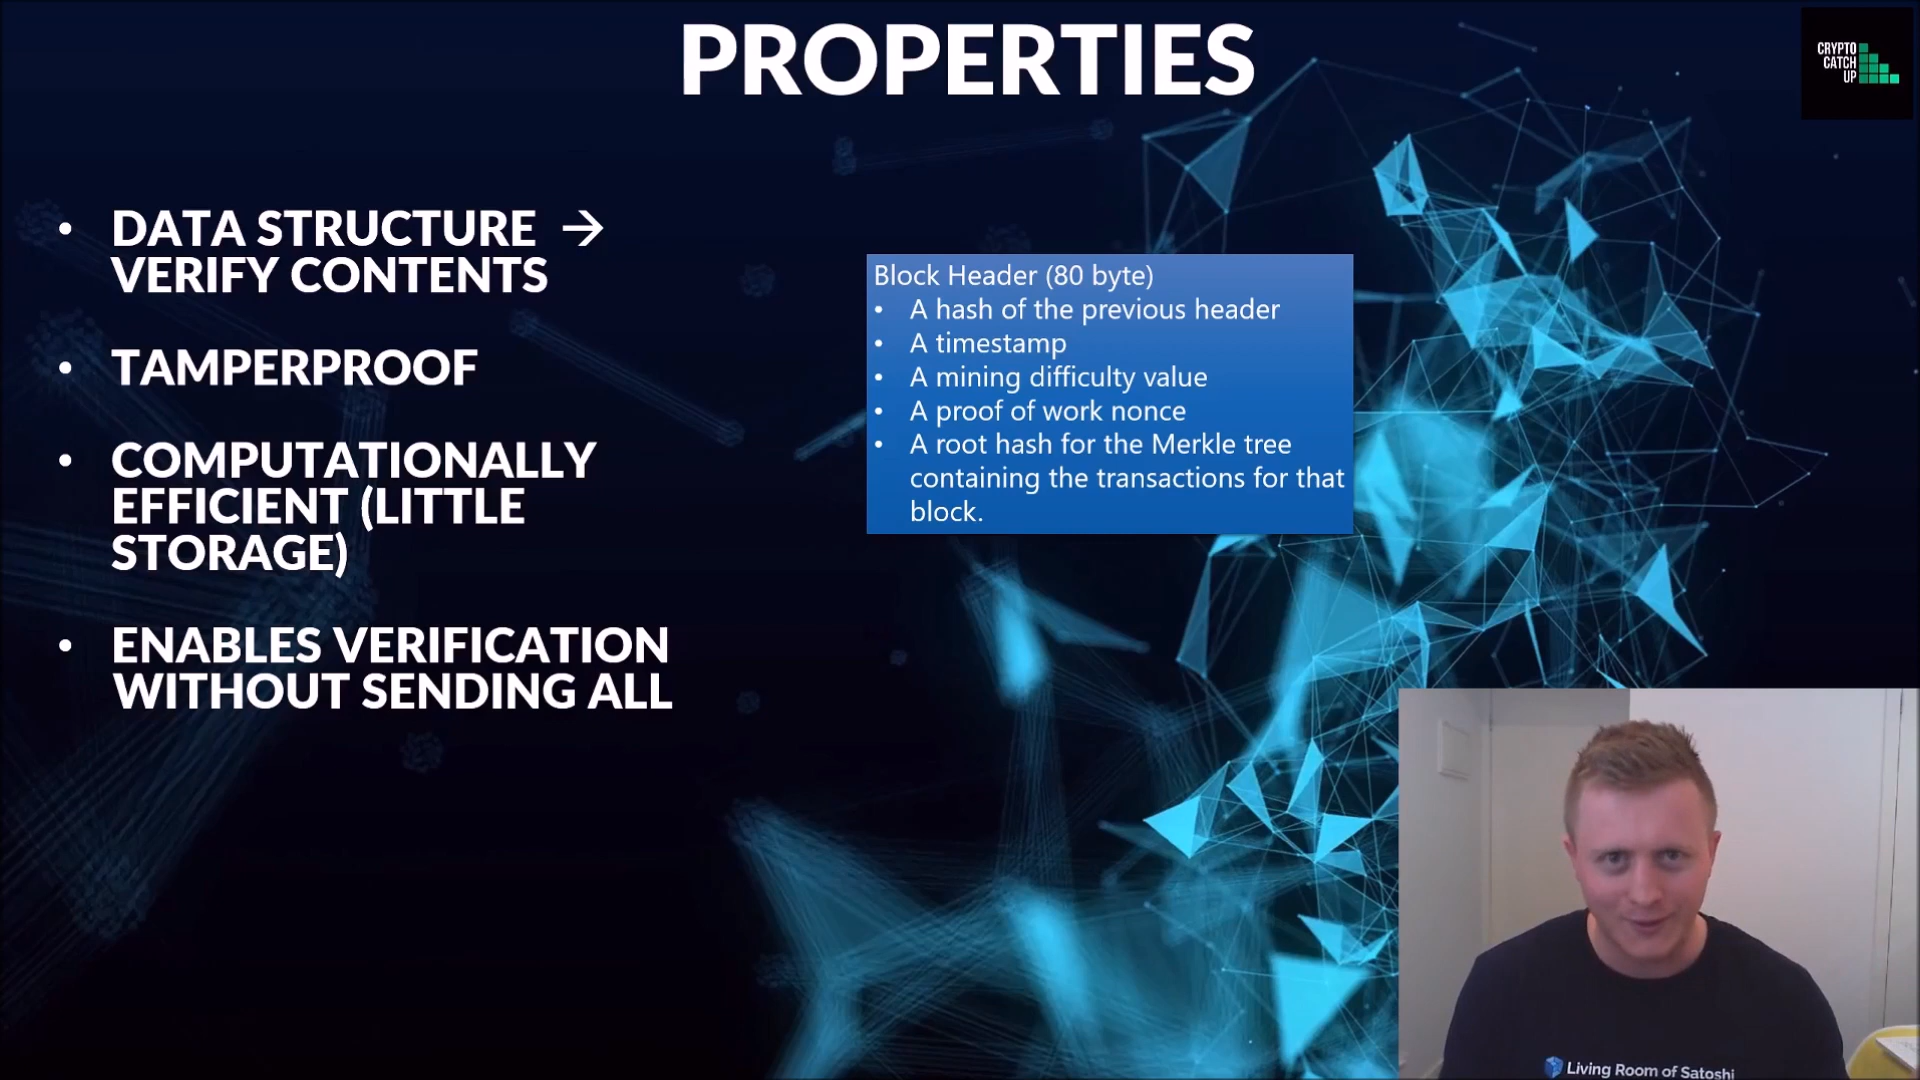 PROPERTIES
CRYPTO
CATCH
UP
• DATA STRUCTURE →
VERIFY CONTENTS
• TAMPERPROOF
• COMPUTATIONALLY
EFFICIENT (LITTLE
STORAGE)
• ENABLES VERIFICATION
WITHOUT SENDING ALL
Block Header (80 byte)
• A hash of the previous header
• A timestamp
• A mining difficulty value
• A proof of work nonce
• A root hash for the Merkle tree
containing the transactions for that
block.
Living Room of Satoshi